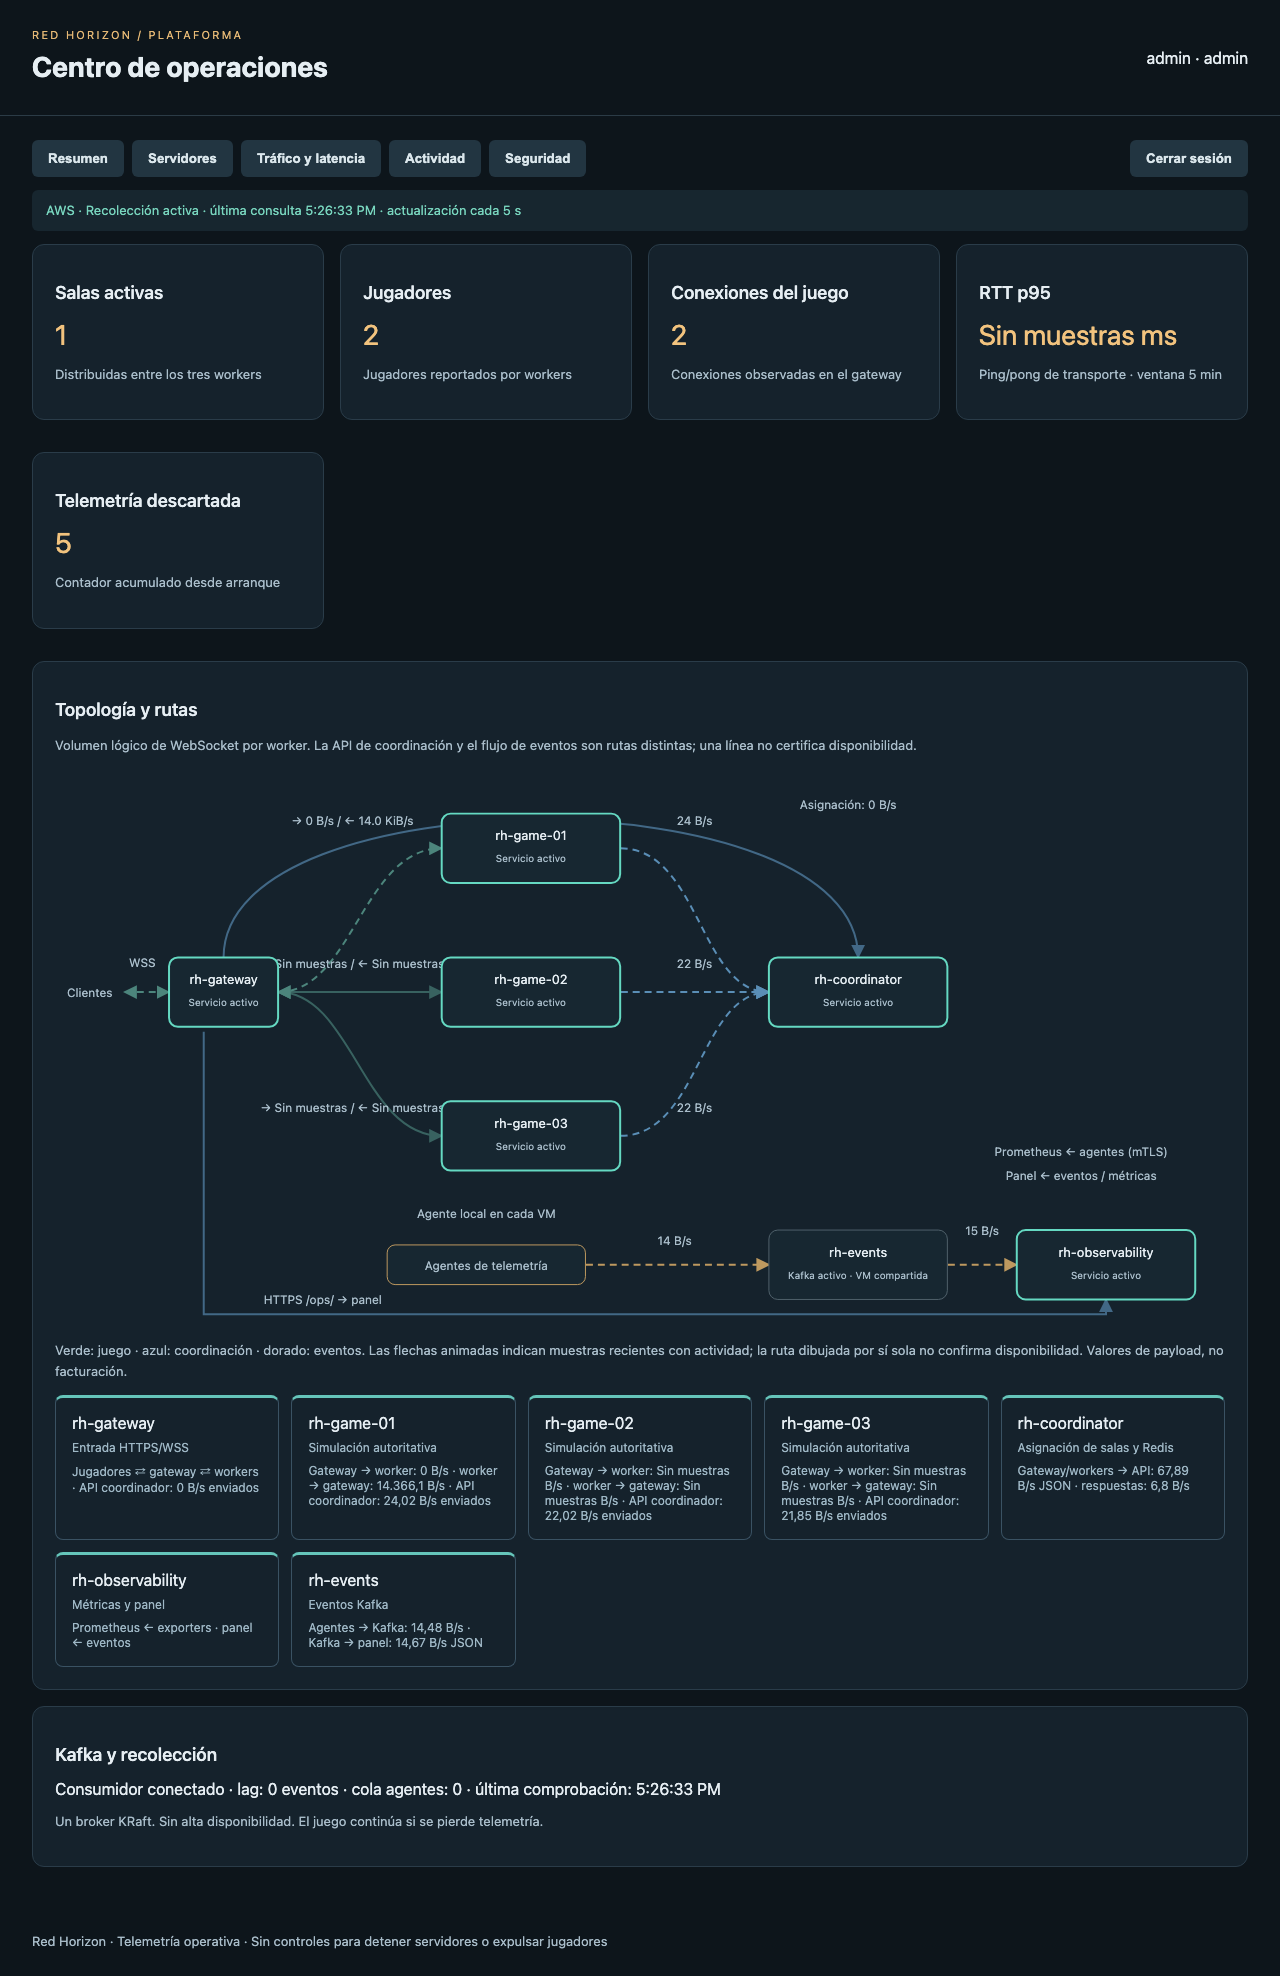 RED HORIZON / PLATAFORMA
Centro de operaciones
admin · admin
Resumen
Servidores
Tráfico y latencia
Actividad
Seguridad
Cerrar sesión
AWS · Recolección activa · última consulta 5:26:33 PM · actualización cada 5 s
Salas activas
1
Distribuidas entre los tres workers
Jugadores
2
Jugadores reportados por workers
Conexiones del juego
2
Conexiones observadas en el gateway
RTT p95
Sin muestras ms
Ping/pong de transporte · ventana 5 min
Telemetría descartada
5
Contador acumulado desde arranque
Topología y rutas
Volumen lógico de WebSocket por worker. La API de coordinación y el flujo de eventos son rutas distintas; una línea no certifica disponibilidad.
Asignación: 0 B/s
→ 0 B/s / ← 14.0 KiB/s
24 B/s
rh-game-01
Servicio activo
WSS
Sin muestras / ← Sin muestras
22 B/s
Clientes
rh-gateway
Servicio activo
rh-game-02
Servicio activo
rh-coordinator
Servicio activo
→ Sin muestras / ← Sin muestras
22 B/s
rh-game-03
Servicio activo
Prometheus ← agentes (mTLS)
Panel ← eventos / métricas
Agente local en cada VM
14 B/s
15 B/s
Agentes de telemetría
rh-events
Kafka activo · VM compartida
rh-observability
Servicio activo
HTTPS /ops/ → panel
Verde: juego · azul: coordinación · dorado: eventos. Las flechas animadas indican muestras recientes con actividad; la ruta dibujada por sí sola no confirma disponibilidad. Valores de payload, no
facturación.
rh-gateway
Entrada HTTPS/WSS
Jugadores ⇄ gateway ⇄ workers
· API coordinador: 0 B/s enviados
rh-game-01
Simulación autoritativa
Gateway → worker: 0 B/s · worker
→ gateway: 14.366,1 B/s · API
coordinador: 24,02 B/s enviados
rh-game-02
Simulación autoritativa
Gateway → worker: Sin muestras
B/s · worker → gateway: Sin
muestras B/s · API coordinador:
22,02 B/s enviados
rh-game-03
Simulación autoritativa
Gateway → worker: Sin muestras
B/s · worker → gateway: Sin
muestras B/s · API coordinador:
21,85 B/s enviados
rh-coordinator
Asignación de salas y Redis
Gateway/workers → API: 67,89
B/s JSON · respuestas: 6,8 B/s
rh-observability
Métricas y panel
Prometheus ← exporters · panel
← eventos
rh-events
Eventos Kafka
Agentes → Kafka: 14,48 B/s ·
Kafka → panel: 14,67 B/s JSON
Kafka y recolección
Consumidor conectado · lag: 0 eventos · cola agentes: 0 · última comprobación: 5:26:33 PM
Un broker KRaft. Sin alta disponibilidad. El juego continúa si se pierde telemetría.
Red Horizon · Telemetría operativa · Sin controles para detener servidores o expulsar jugadores